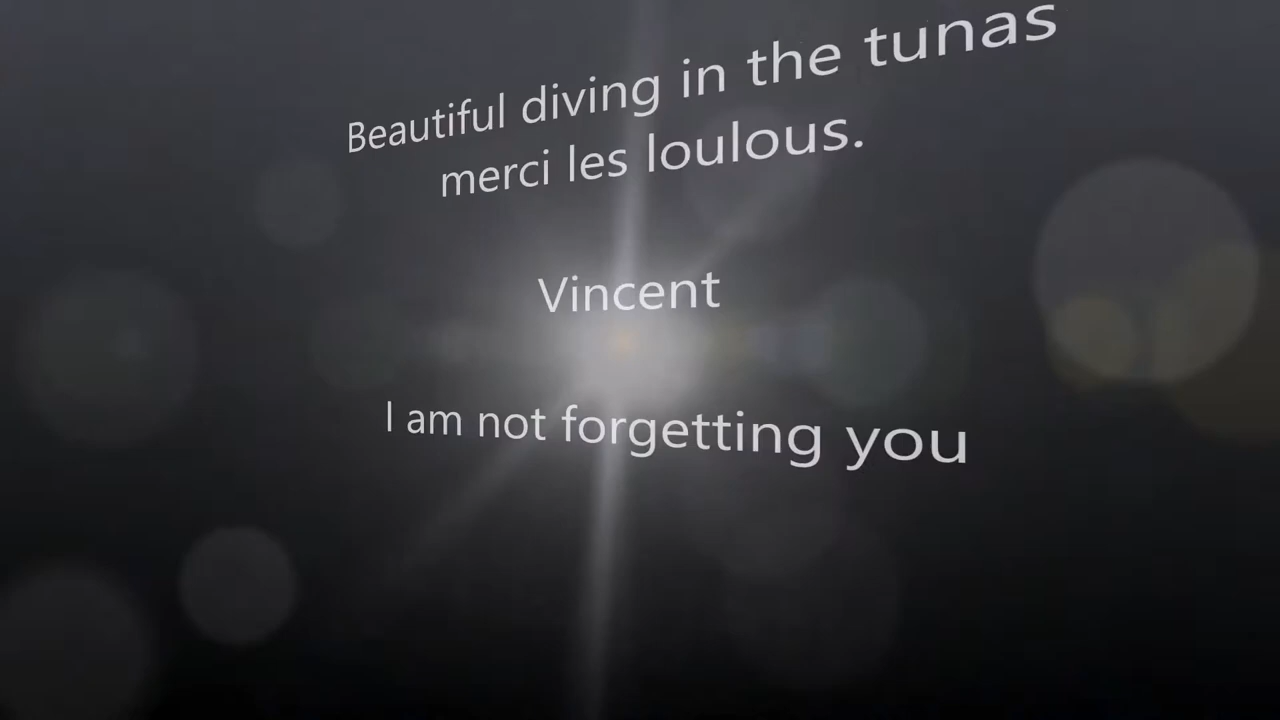 Beautiful diving in the tunas
merci les loulous.
Vincent
I am not forgetting you